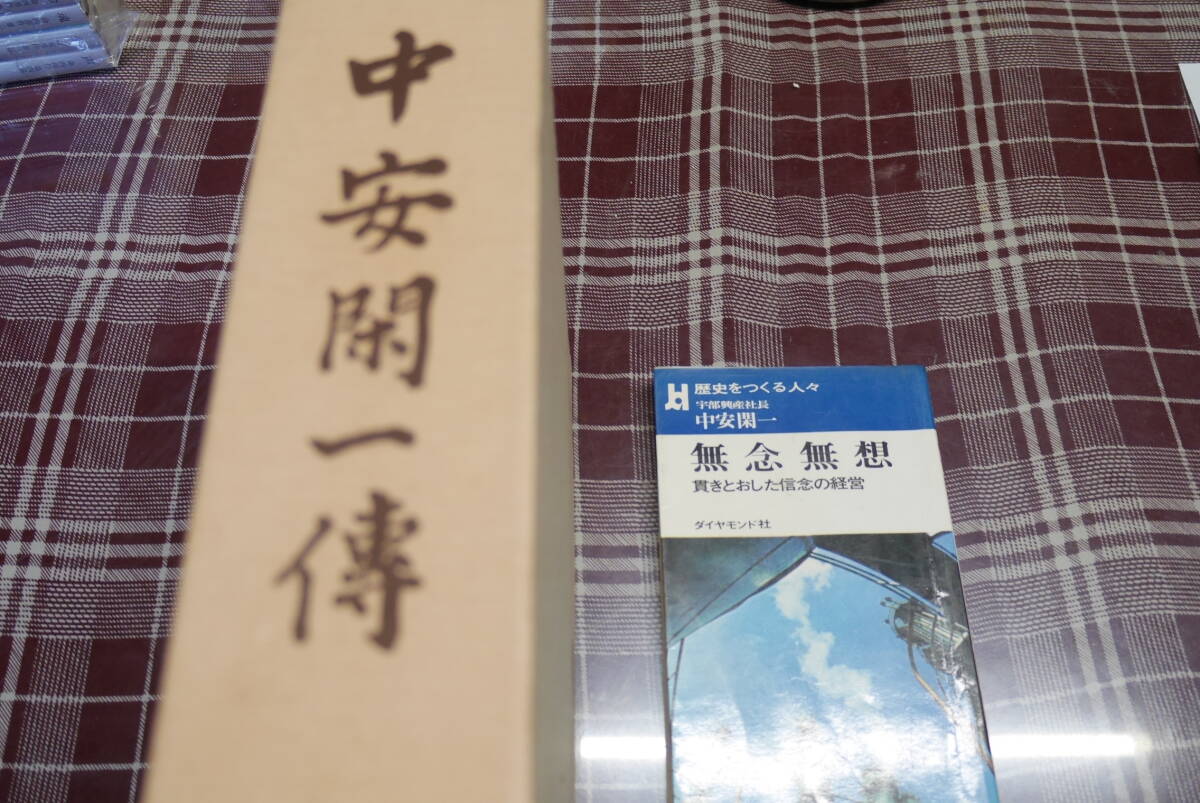 中安閑一傳
歴史をつくる人々
宇部興産社長
中安閑一
無念無想
貫きとおした信念の経営
ダイヤモンド社